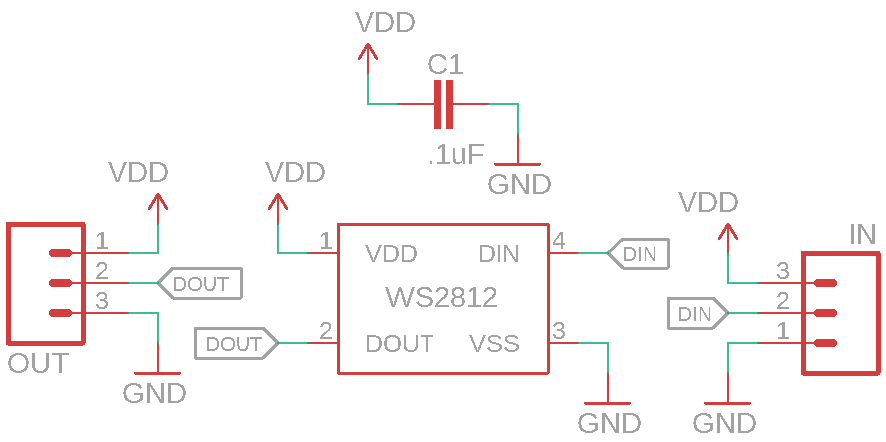 VDD
C1
.1uF
GND
VDD
VDD
VDD
IN
1
2
3
DOUT
OUT
GND
1
VDD
DIN
4
DIN
WS2812
DOUT
2
DOUT
VSS
3
GND
3
2
1
DIN
GND